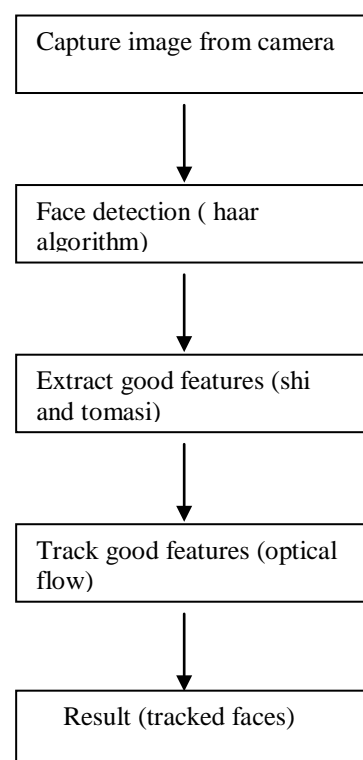 Capture image from camera
Face detection ( haar
algorithm)
Extract good features (shi
and tomasi)
Track good features (optical
flow)
Result (tracked faces)